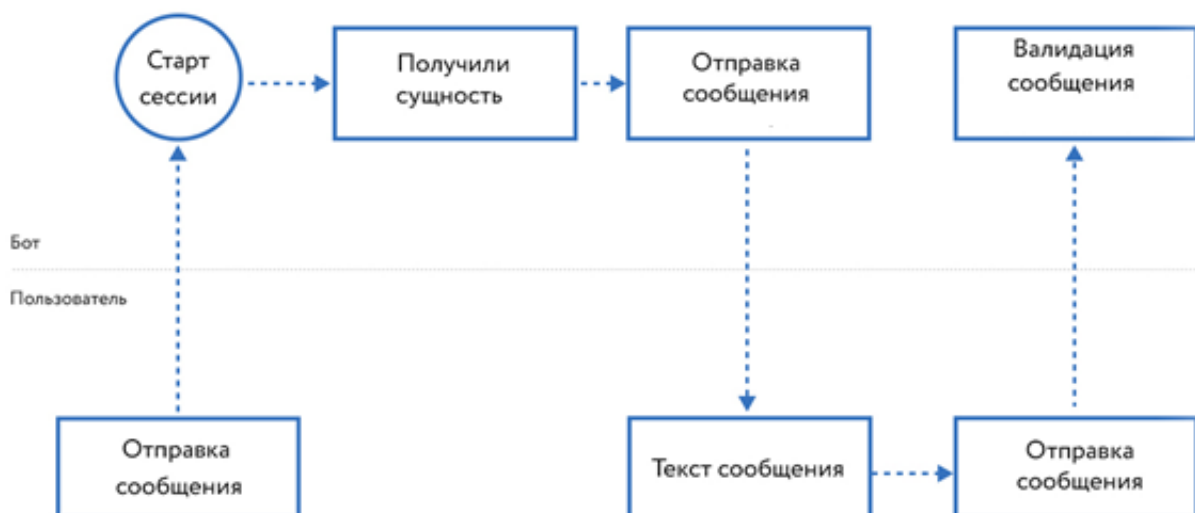 Старт
сессии
Получили
сущность
Отправка
сообщения
Валидация
сообщения
Бот
Пользователь
Отправка
сообщения
Текст сообщения
Отправка
сообщения